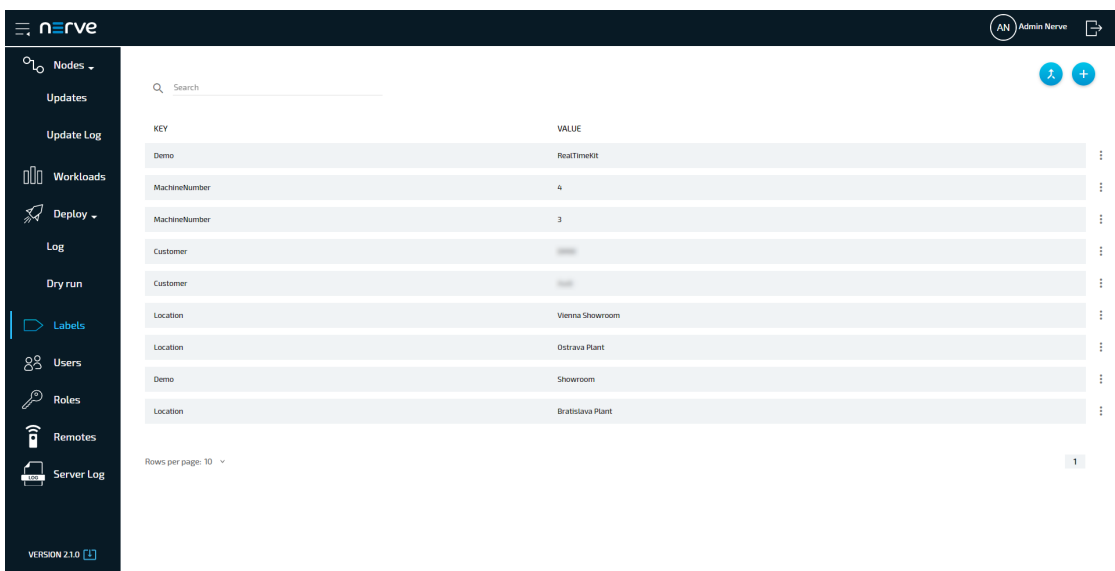 nerve
AN Admin Nerve
Nodes
Updates
Update Log
Workloads
Deploy
Log
Dry run
Labels
Users
Roles
Remotes
LOG Server Log
VERSION 2.1.0
Search
KEY VALUE
Demo RealTimeKit
MachineNumber 4
MachineNumber 3
Customer
Customer
Location Vienna Showroom
Location Ostrava Plant
Demo Showroom
Location Bratislava Plant
Rows per page: 10 1